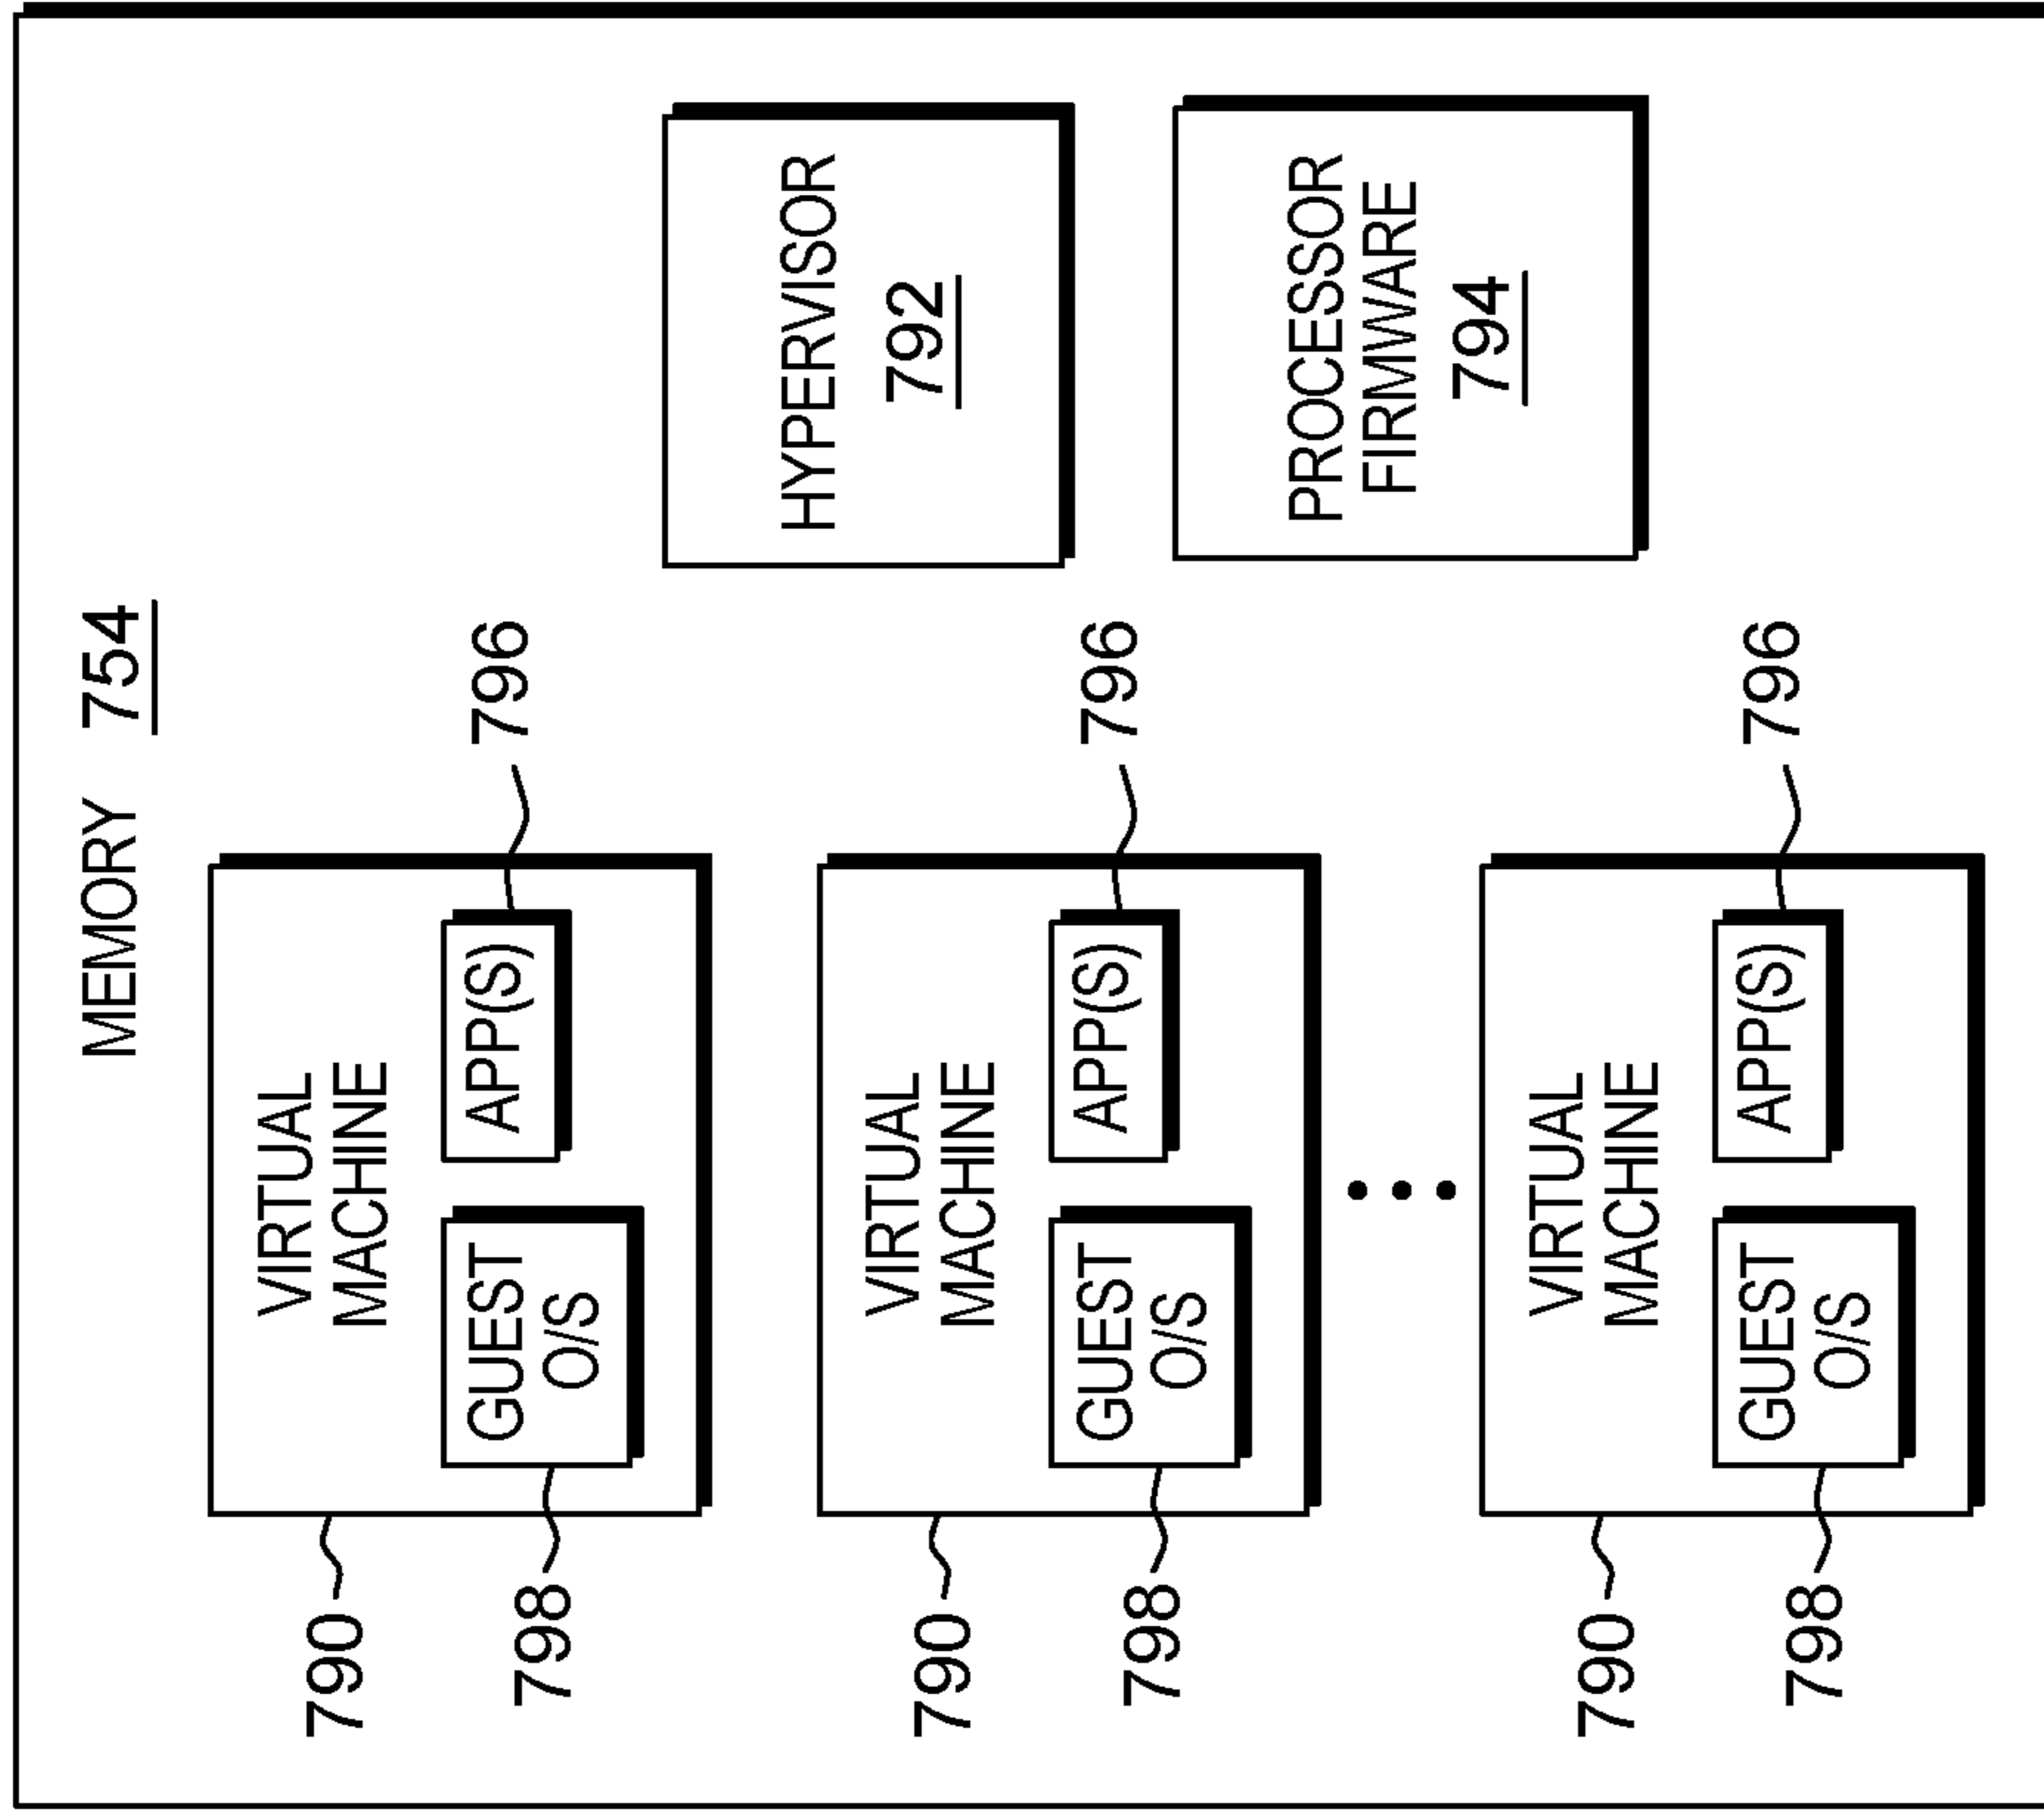 MEMORY 754
VIRTUAL
MACHINE
GUEST
O/S
APP(S)
790
798
796
VIRTUAL
MACHINE
GUEST
O/S
APP(S)
790
798
796
VIRTUAL
MACHINE
GUEST
O/S
APP(S)
790
798
796
HYPERVISOR
792
PROCESSOR
FIRMWARE
794